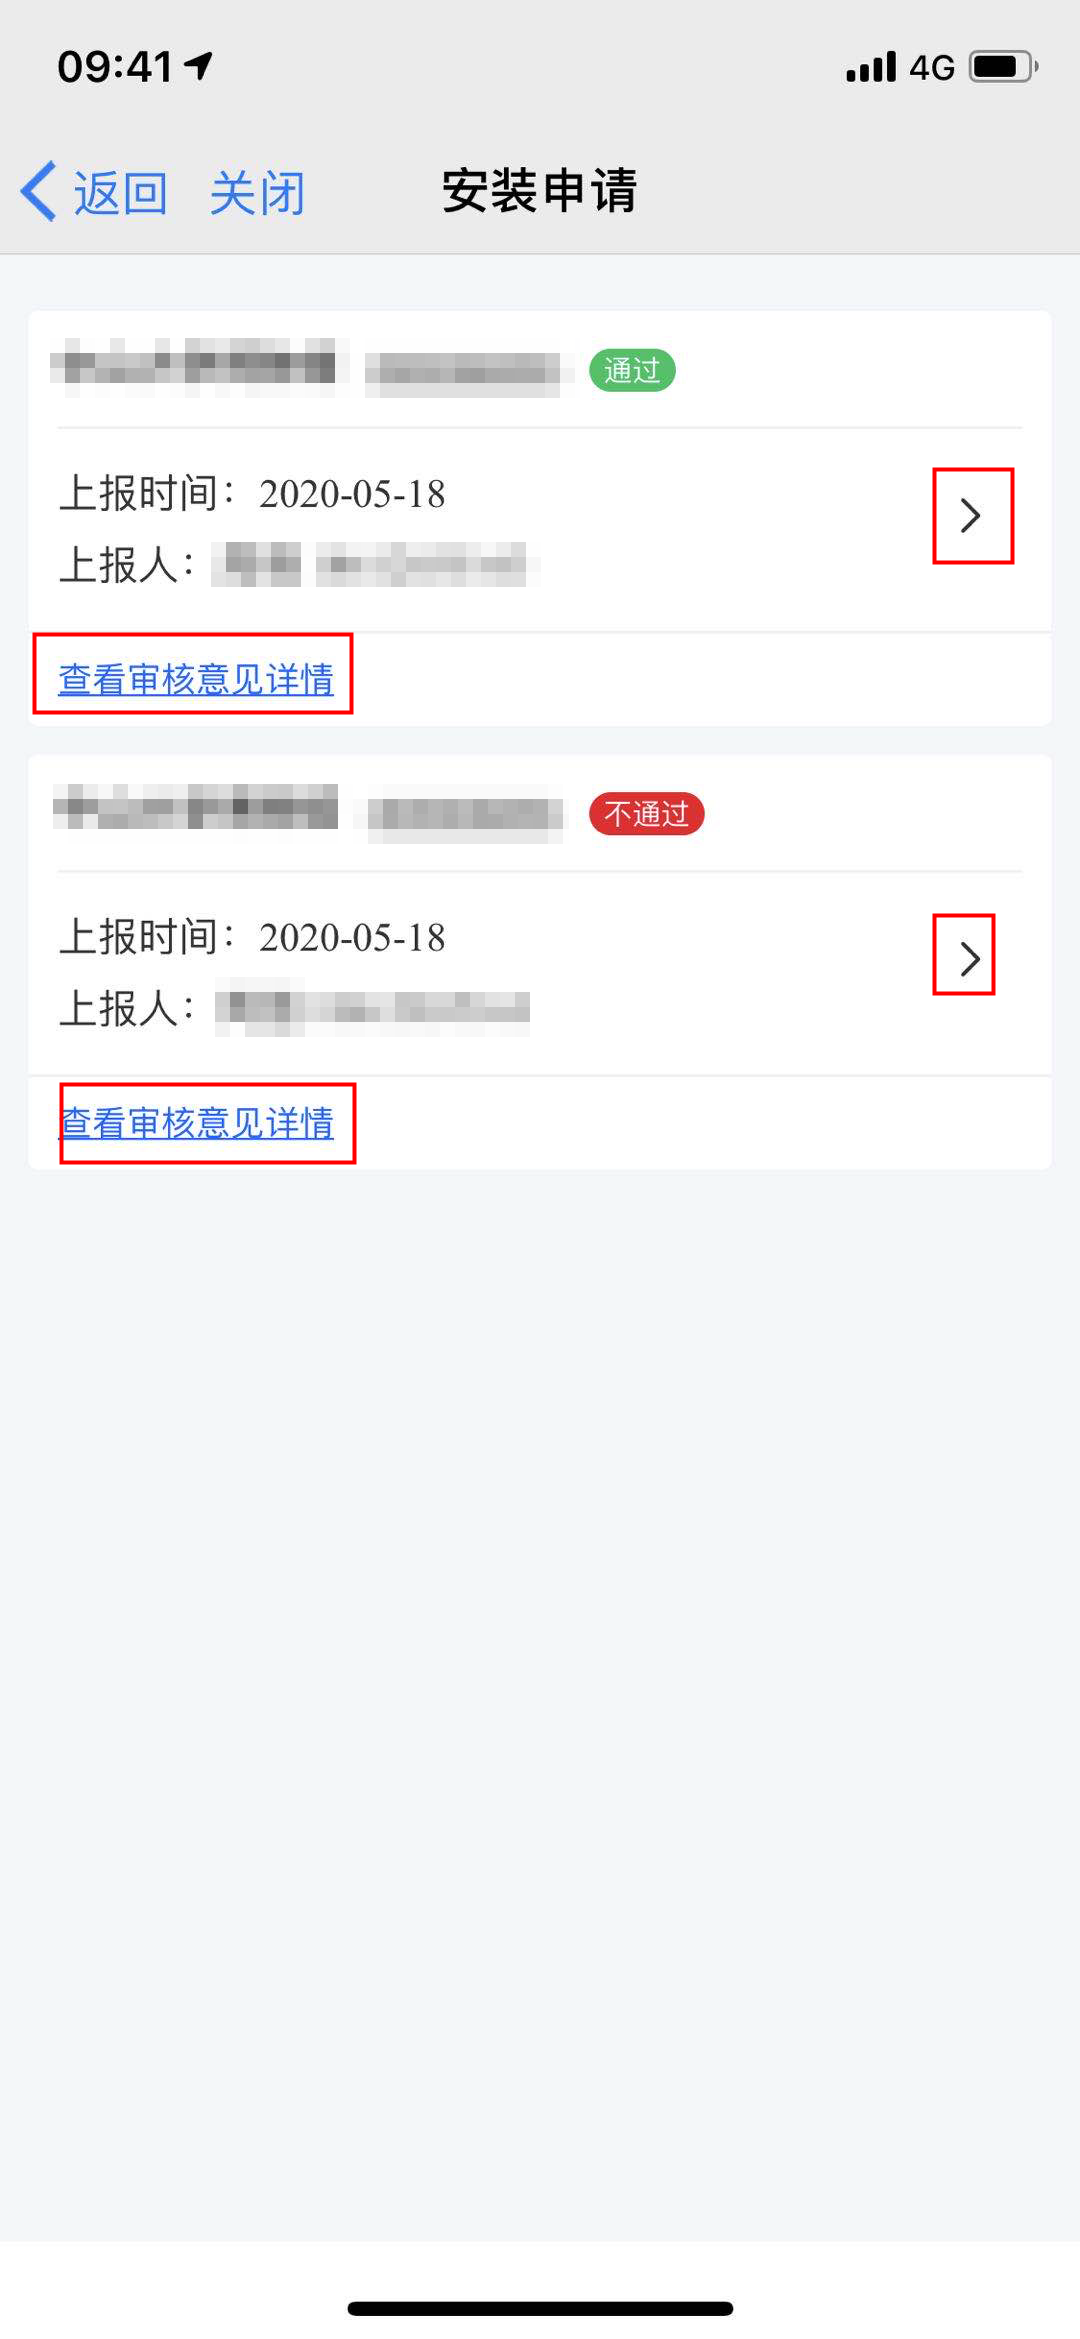 09:41 4G
返回 关闭 安装申请
通过
上报时间：2020-05-18
上报人：
查看审核意见详情
不通过
上报时间：2020-05-18
上报人：
查看审核意见详情